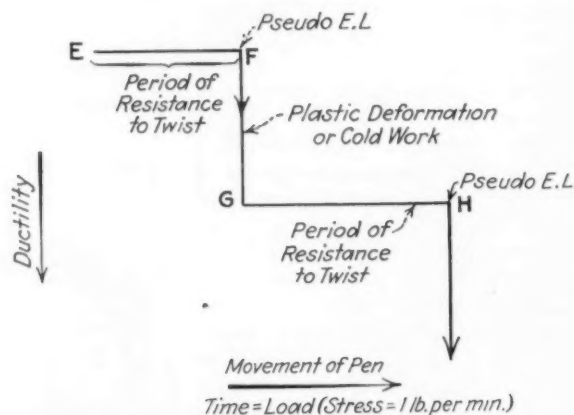 Pseudo E.L
E
F
Period of
Resistance
to Twist
Plastic Deformation
or Cold Work
Ductility
G
Pseudo E.L
H
Period of
Resistance
to Twist
Movement of Pen
Time=Load (Stress=1 lb. per min.)